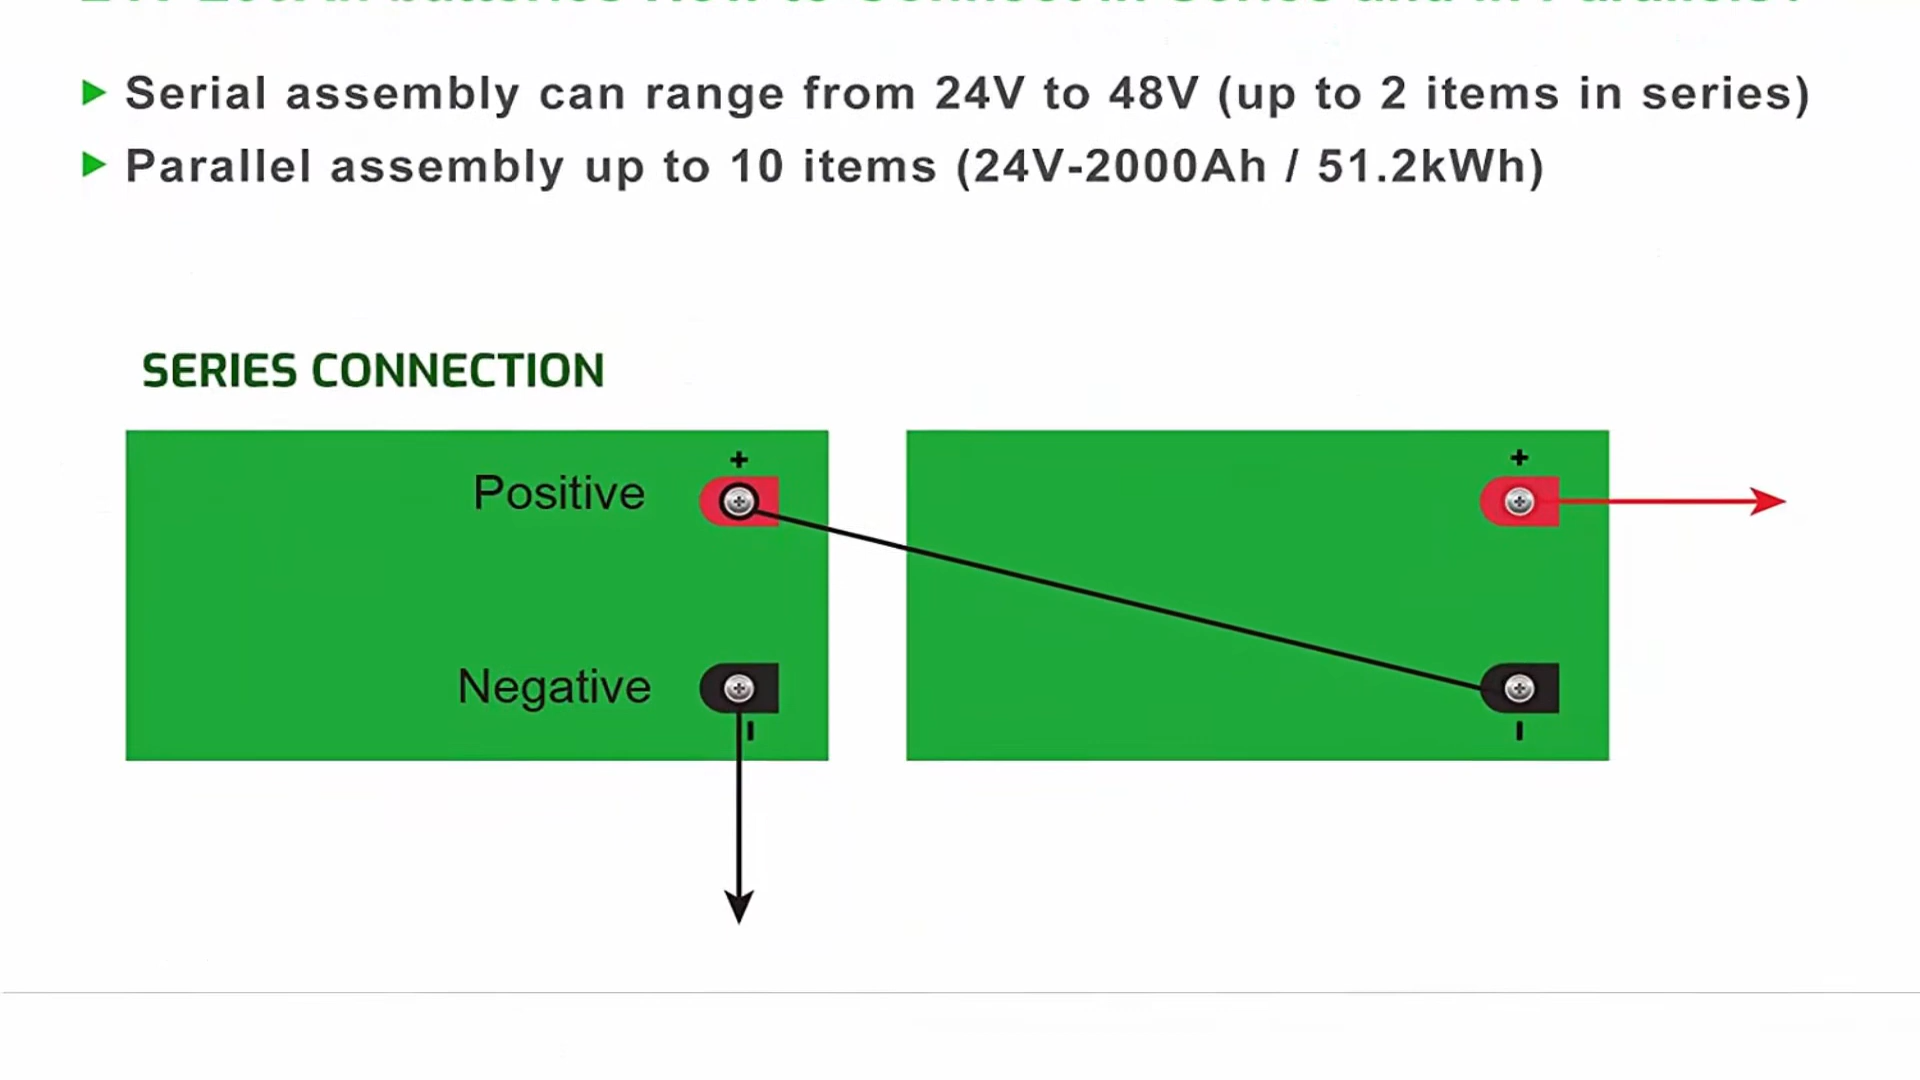 Serial assembly can range from 24V to 48V (up to 2 items in series)
Parallel assembly up to 10 items (24V-2000Ah / 51.2kWh)
SERIES CONNECTION
+
+
Positive
Negative